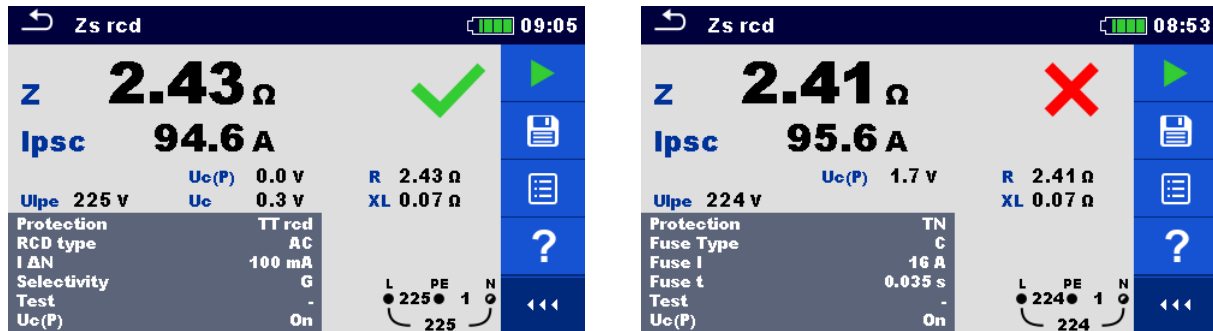 Zs rcd 09:05
Z 2.43 Ω
Ipsc 94.6 A
Uc(P) 0.0 V R 2.43 Ω
Ulpe 225 V Uc 0.3 V XL 0.07 Ω
Protection TT rcd
RCD type AC
I ΔN 100 mA
Selectivity G
Test -
Uc(P) On
L PE N
225 1
225
?
Zs rcd 08:53
Z 2.41 Ω
Ipsc 95.6 A
Uc(P) 1.7 V R 2.41 Ω
Ulpe 224 V XL 0.07 Ω
Protection TN
Fuse Type C
Fuse I 16 A
Fuse t 0.035 s
Test -
Uc(P) On
L PE N
224 1
224
?